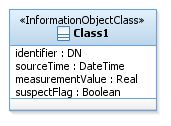 «InformationObjectClass»
Class1
identifier : DN
sourceTime : DateTime
measurementValue : Real
suspectFlag : Boolean